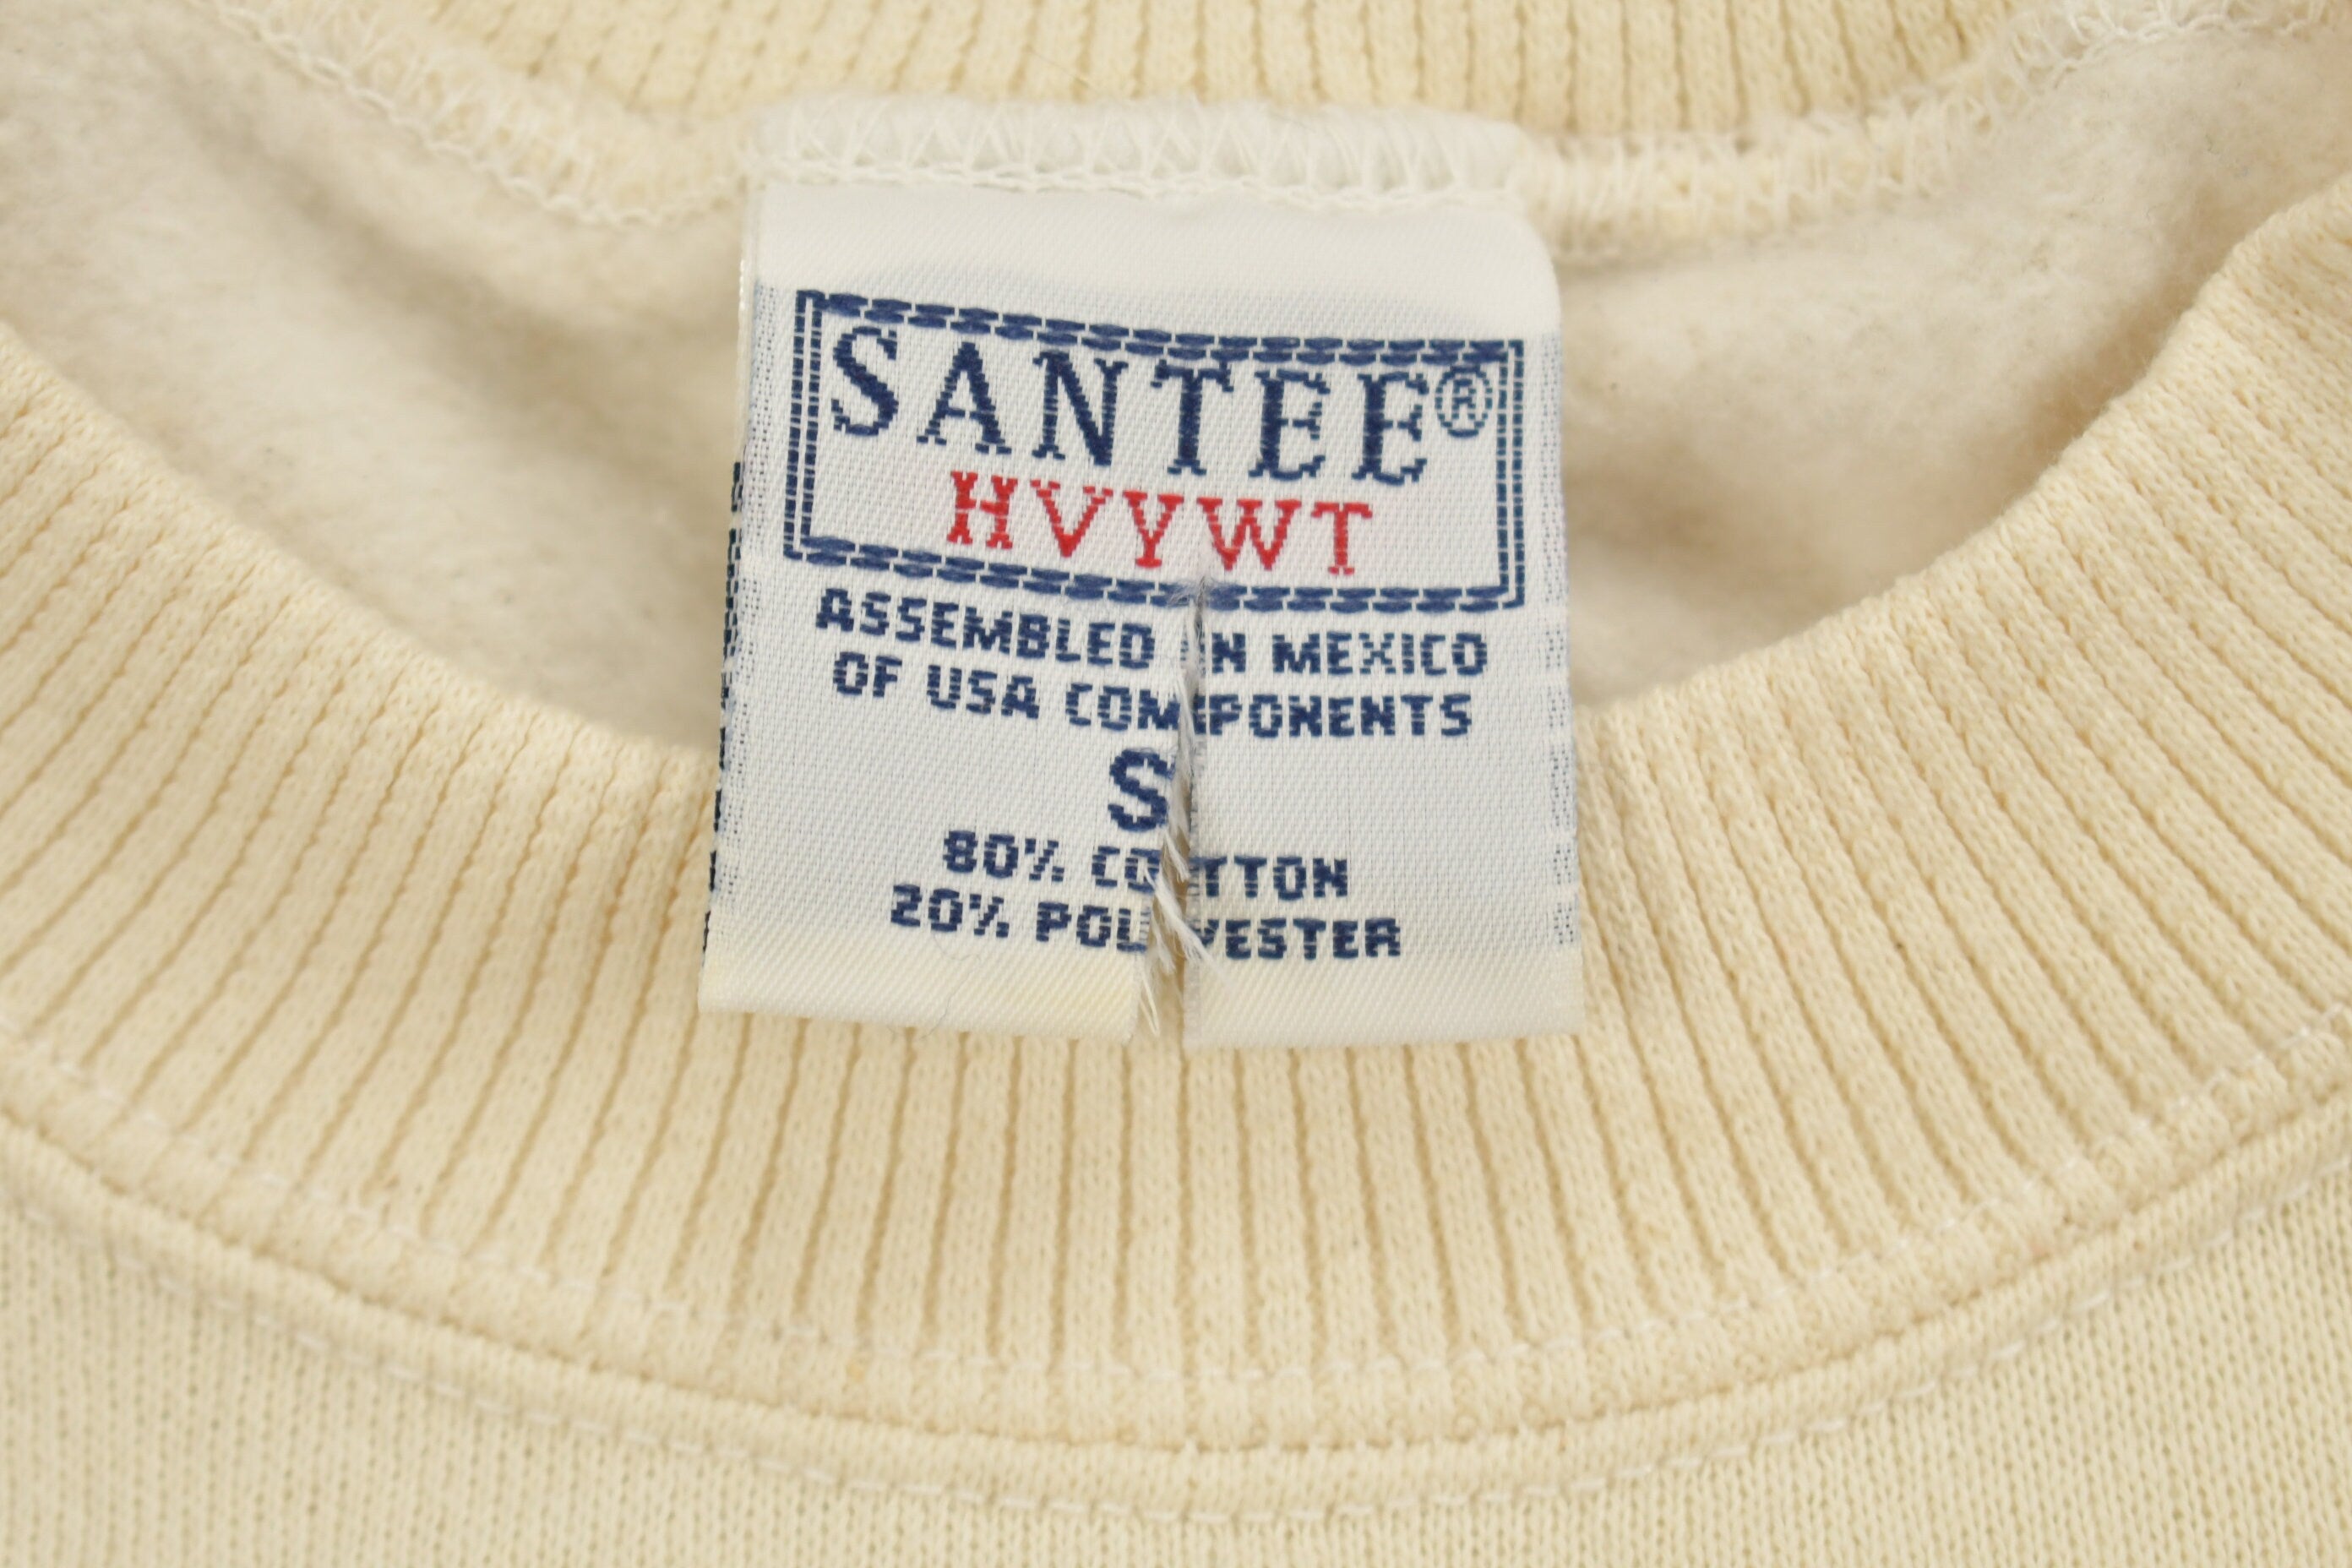 SANTEE®
HVYWT
ASSEMBLED IN MEXICO
OF USA COMPONENTS
S
80% COTTON
20% POLYESTER